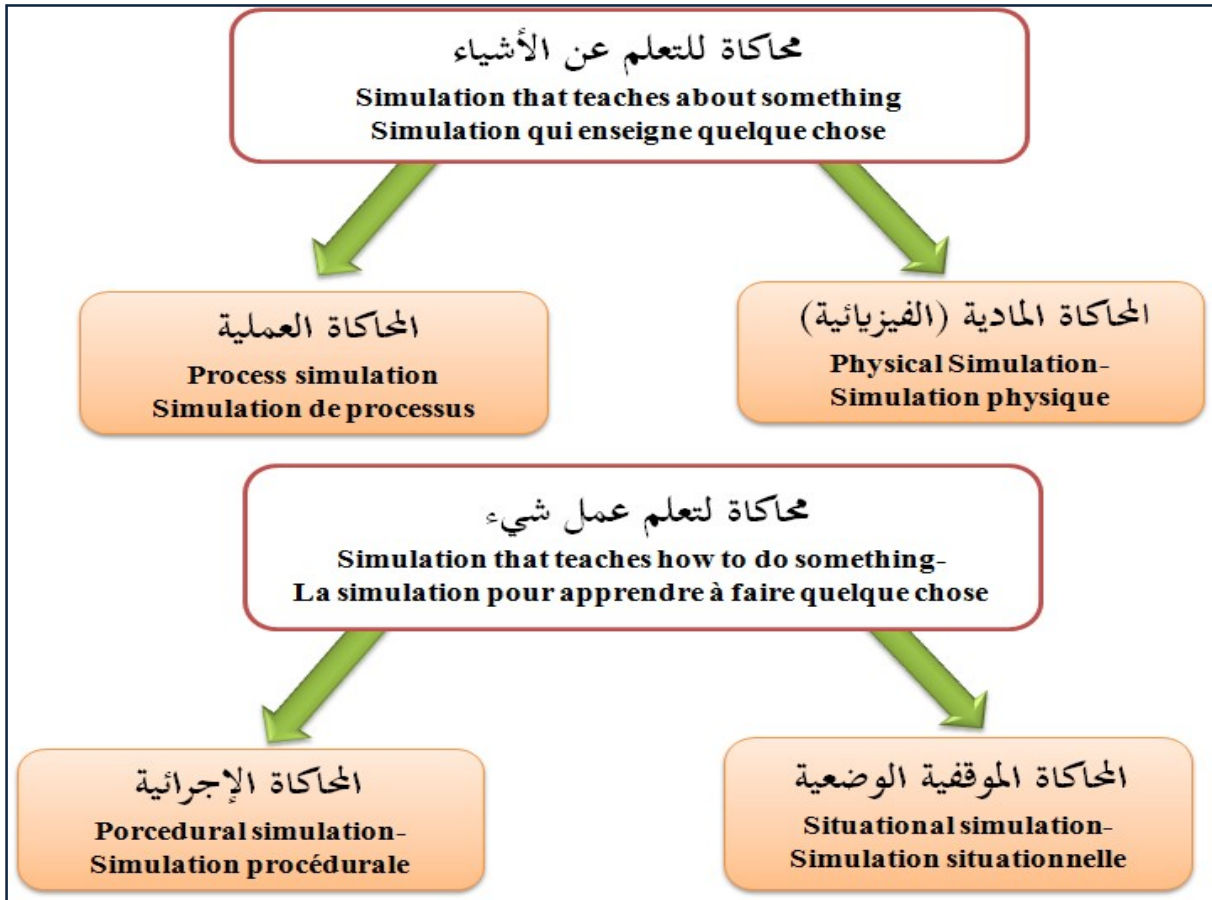 محاكاة للتعلم عن الأشياء
Simulation that teaches about something
Simulation qui enseigne quelque chose
المحاكاة المادية (الفيزيائية)
Physical Simulation-
Simulation physique
المحاكاة العملية
Process simulation
Simulation de processus
محاكاة لتعلم عمل شيء
Simulation that teaches how to do something-
La simulation pour apprendre à faire quelque chose
المحاكاة الموقفية الوضعية
Situational simulation-
Simulation situationnelle
المحاكاة الإجرائية
Porcedural simulation-
Simulation procédurale